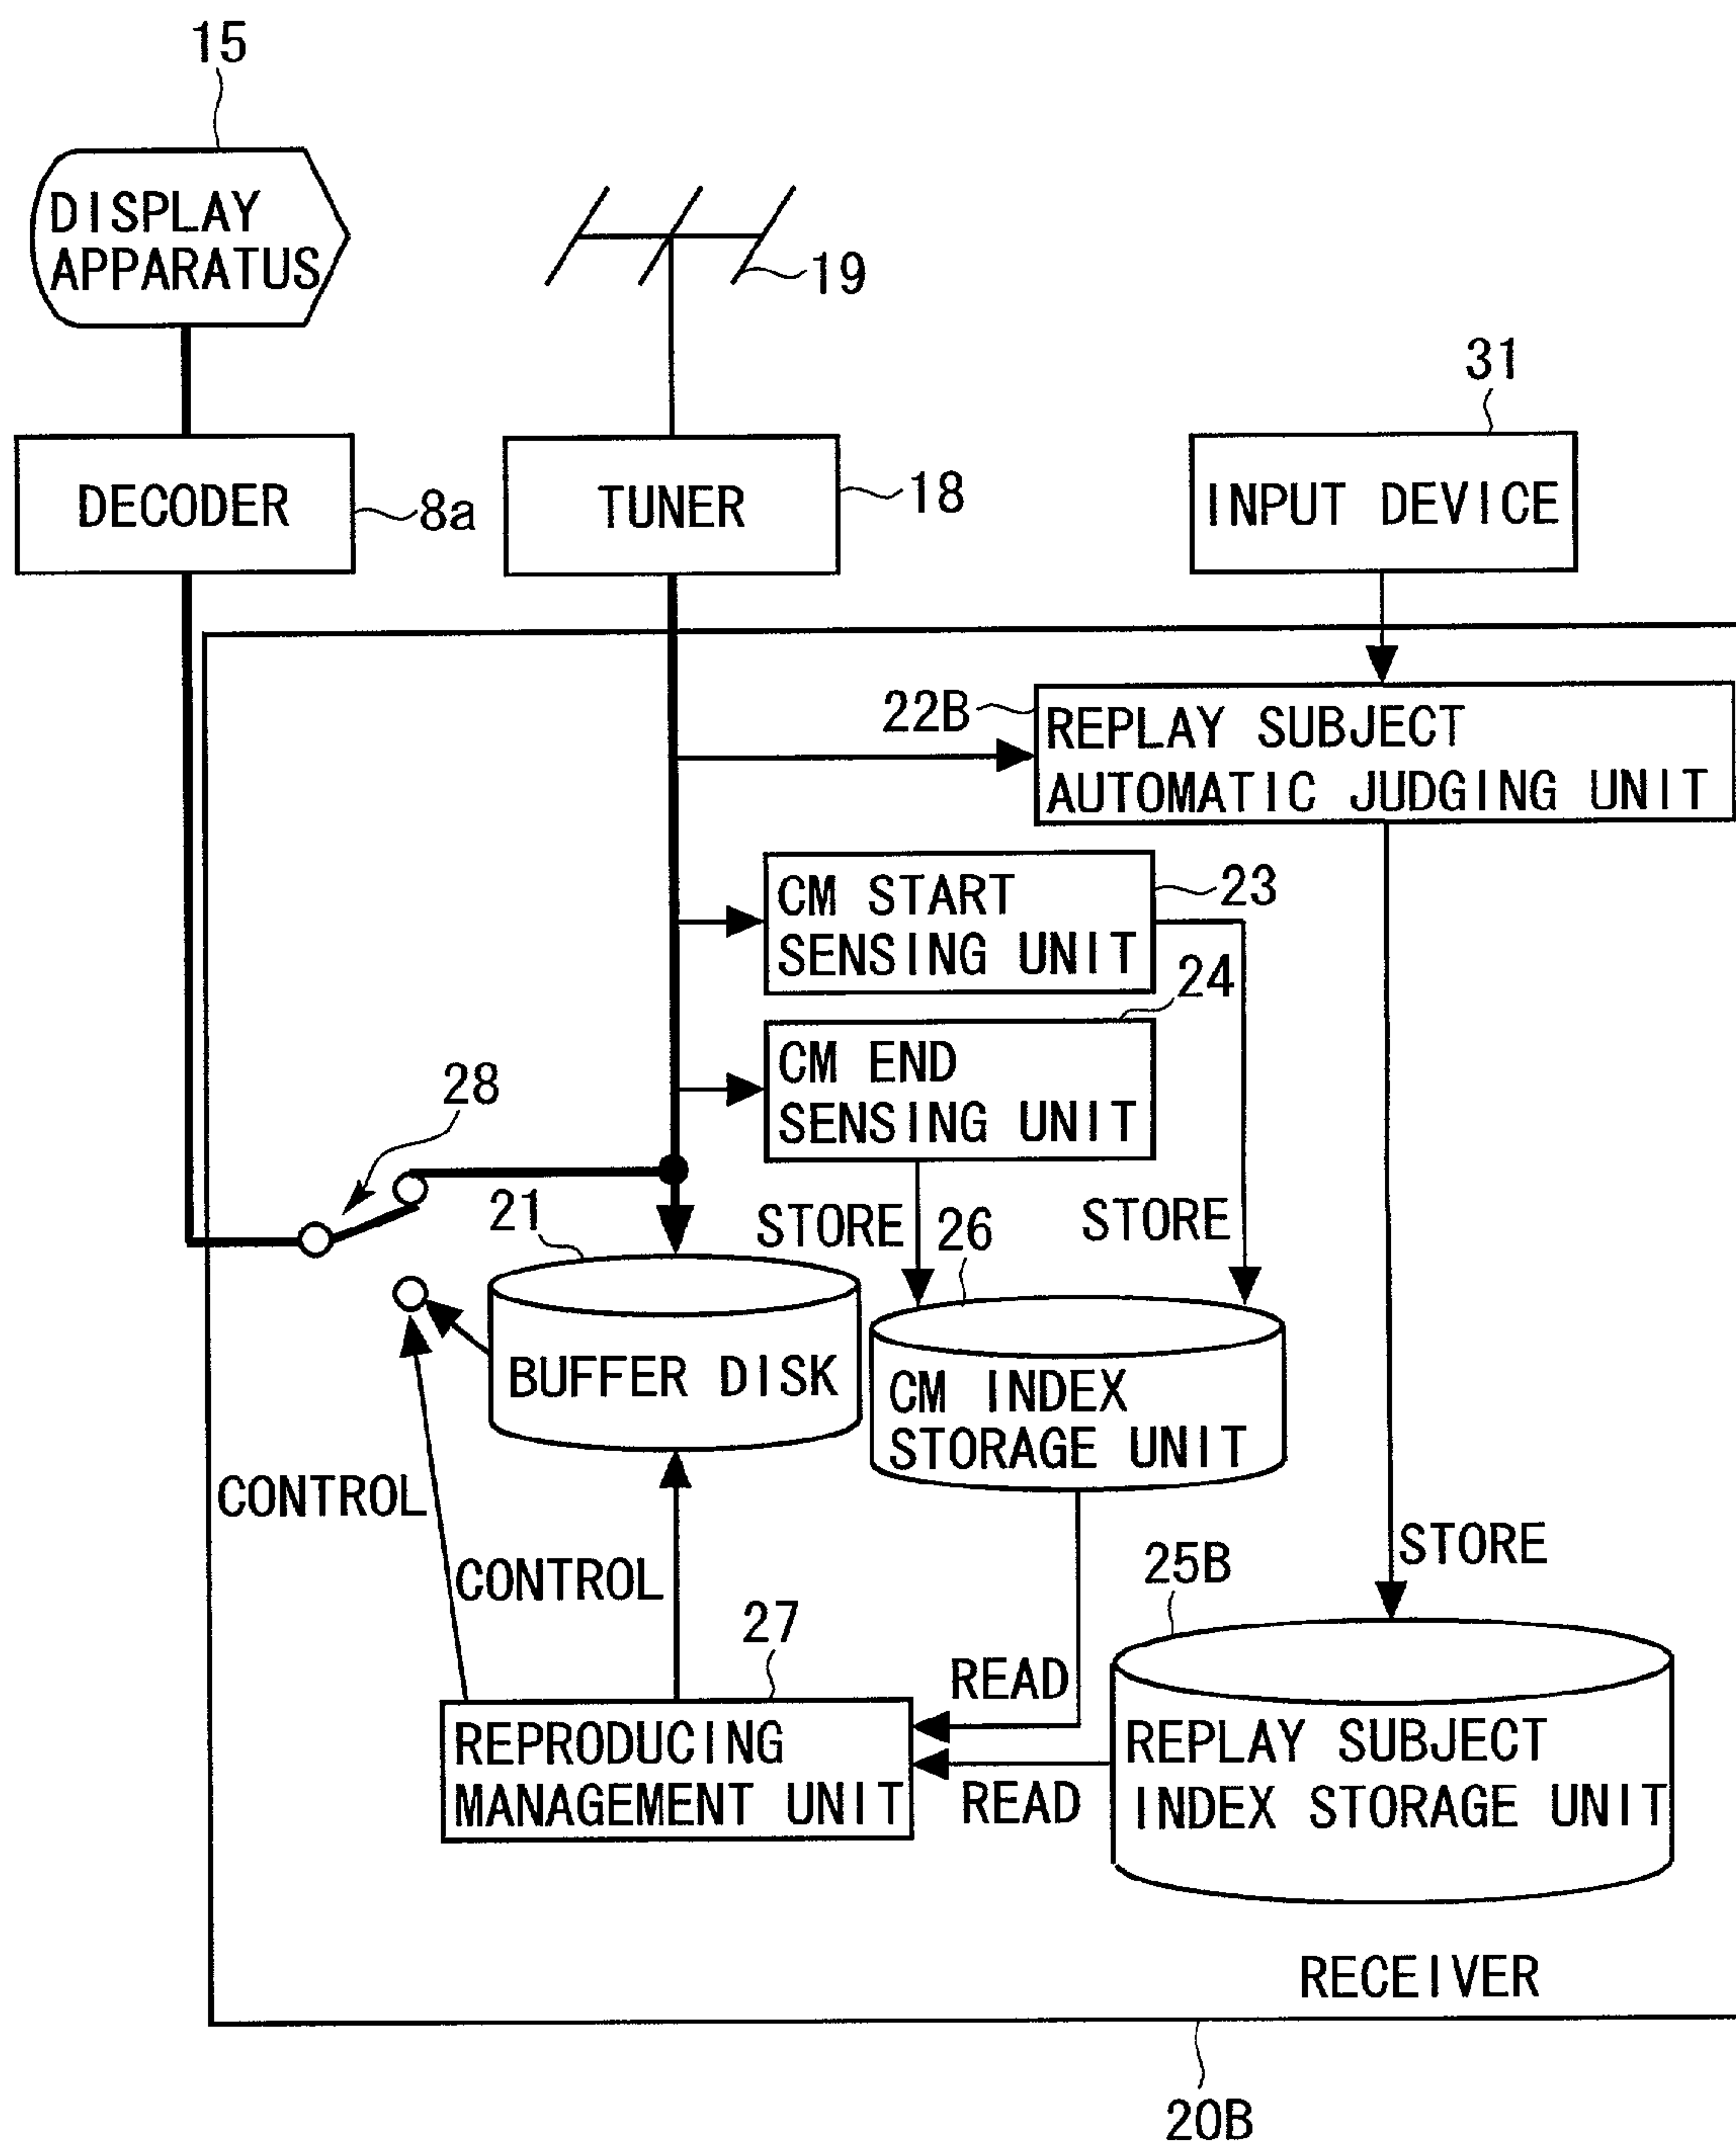 15
DISPLAY
APPARATUS
19
31
DECODER
8a
TUNER
18
INPUT DEVICE
22B
REPLAY SUBJECT
AUTOMATIC JUDGING UNIT
CM START
SENSING UNIT
23
24
CM END
SENSING UNIT
28
21
STORE
26
STORE
BUFFER DISK
CM INDEX
STORAGE UNIT
CONTROL
CONTROL
STORE
25B
27
READ
REPRODUCING
MANAGEMENT UNIT
READ
REPLAY SUBJECT
INDEX STORAGE UNIT
RECEIVER
20B